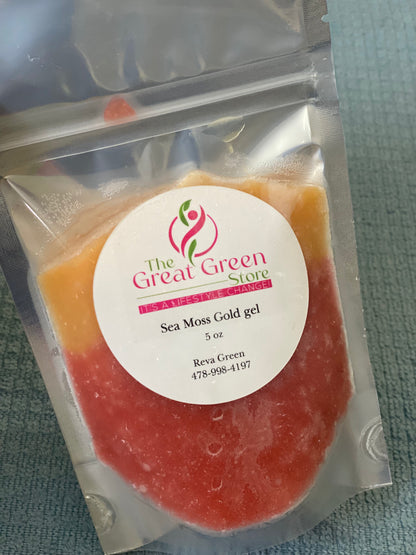 The
Great Green
Store
IT'S A LIFESTYLE CHANGE!
Sea Moss Gold gel
5 oz
Reva Green
478-998-4197